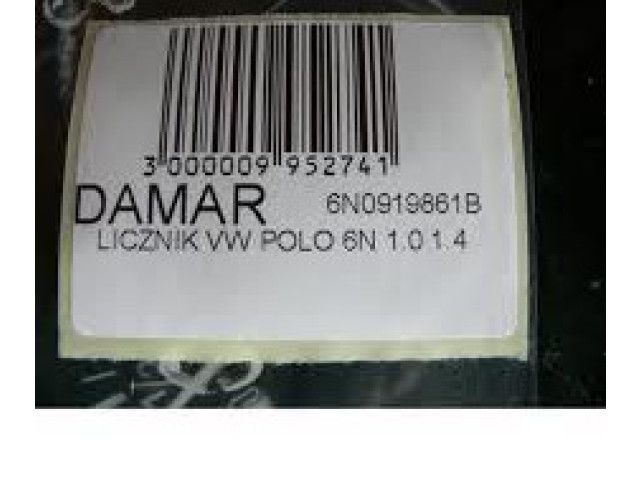 3 000009 952741
DAMAR 6N0919861B
LICZNIK VW POLO 6N 1.0 1.4